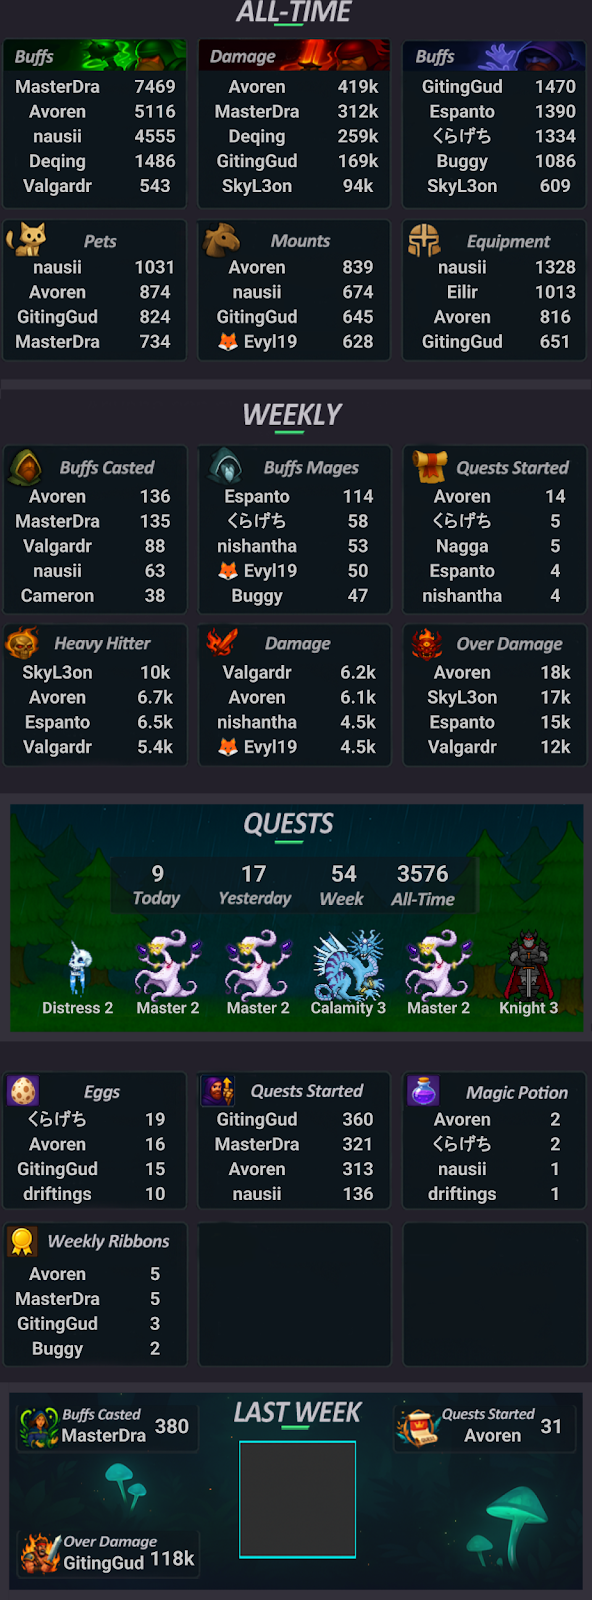 ALL-TIME
Buffs
MasterDra 7469
Avoren 5116
nausii 4555
Deqing 1486
Valgardr 543
Damage
Avoren 419k
MasterDra 312k
Deqing 259k
GitingGud 169k
SkyL3on 94k
Buffs
GitingGud 1470
Espanto 1390
くらげち 1334
Buggy 1086
SkyL3on 609
Pets
nausii 1031
Avoren 874
GitingGud 824
MasterDra 734
Mounts
Avoren 839
nausii 674
GitingGud 645
🦊 Evyl19 628
Equipment
nausii 1328
Eilir 1013
Avoren 816
GitingGud 651
WEEKLY
Buffs Casted
Avoren 136
MasterDra 135
Valgardr 88
nausii 63
Cameron 38
Buffs Mages
Espanto 114
くらげち 58
nishantha 53
🦊 Evyl19 50
Buggy 47
Quests Started
Avoren 14
くらげち 5
Nagga 5
Espanto 4
nishantha 4
Heavy Hitter
SkyL3on 10k
Avoren 6.7k
Espanto 6.5k
Valgardr 5.4k
Damage
Valgardr 6.2k
Avoren 6.1k
nishantha 4.5k
🦊 Evyl19 4.5k
Over Damage
Avoren 18k
SkyL3on 17k
Espanto 15k
Valgardr 12k
QUESTS
9 17 54 3576
Today Yesterday Week All-Time
Distress 2 Master 2 Master 2 Calamity 3 Master 2 Knight 3
Eggs
くらげち 19
Avoren 16
GitingGud 15
driftings 10
Quests Started
GitingGud 360
MasterDra 321
Avoren 313
nausii 136
Magic Potion
Avoren 2
くらげち 2
nausii 1
driftings 1
Weekly Ribbons
Avoren 5
MasterDra 5
GitingGud 3
Buggy 2
LAST WEEK
Buffs Casted
MasterDra 380
Quests Started
Avoren 31
Over Damage
GitingGud 118k